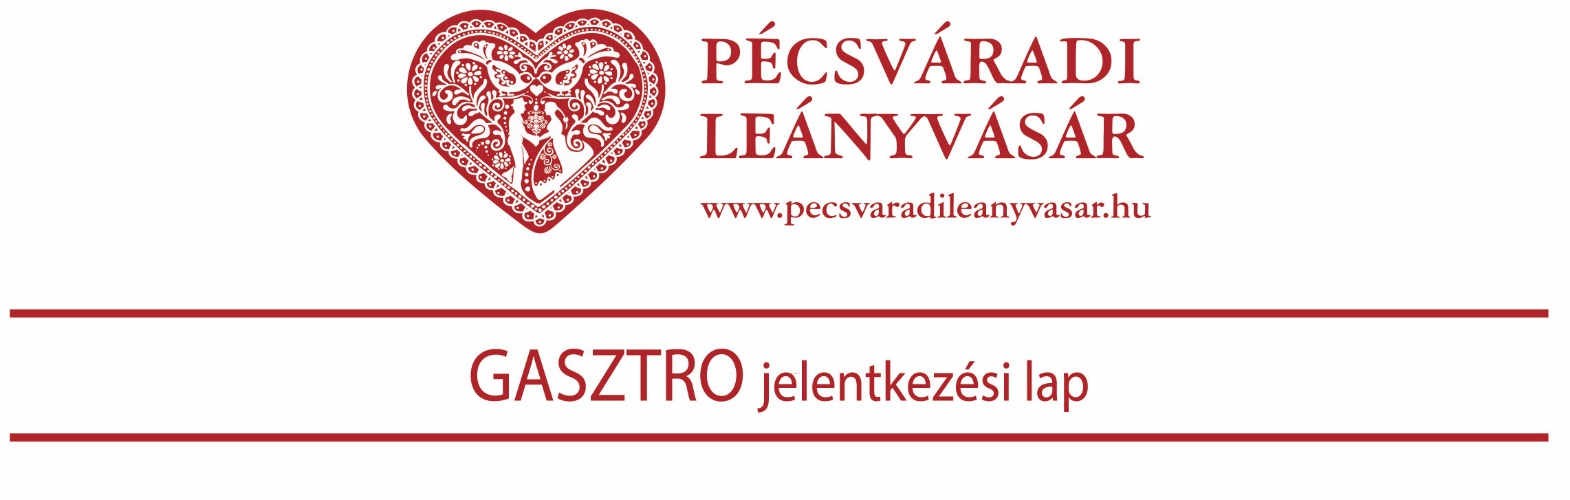 PÉCSVÁRADI
LEÁNYVÁSÁR
www.pecsvaradileanyvasar.hu
GASZTRO jelentkezési lap